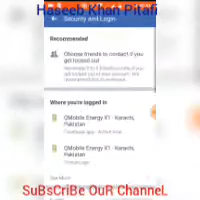 Haseeb Khan Pitafi
Security and Login
Recommended
Choose friends to contact if you
get locked out
Where you're logged in
QMobile Energy X1 · Karachi,
Pakistan
QMobile Energy X1 · Karachi,
Pakistan
See More
SuBsCriBe OuR ChanneL